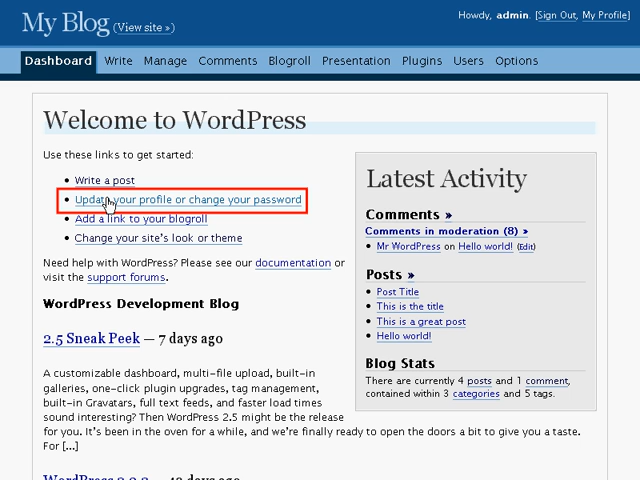 My Blog (View site »)
Howdy, admin. [Sign Out, My Profile]
Dashboard Write Manage Comments Blogroll Presentation Plugins Users Options
Welcome to WordPress
Use these links to get started:
Write a post
Update your profile or change your password
Add a link to your blogroll
Change your site's look or theme
Need help with WordPress? Please see our documentation or
visit the support forums.
WordPress Development Blog
2.5 Sneak Peek — 7 days ago
A customizable dashboard, multi-file upload, built-in
galleries, one-click plugin upgrades, tag management,
built-in Gravatars, full text feeds, and faster load times
sound interesting? Then WordPress 2.5 might be the release
for you. It's been in the oven for a while, and we're finally ready to open the doors a bit to give you a taste.
For [...]
Latest Activity
Comments »
Comments in moderation (8) »
Mr WordPress on Hello world! (Edit)
Posts »
Post Title
This is the title
This is a great post
Hello world!
Blog Stats
There are currently 4 posts and 1 comment,
contained within 3 categories and 5 tags.